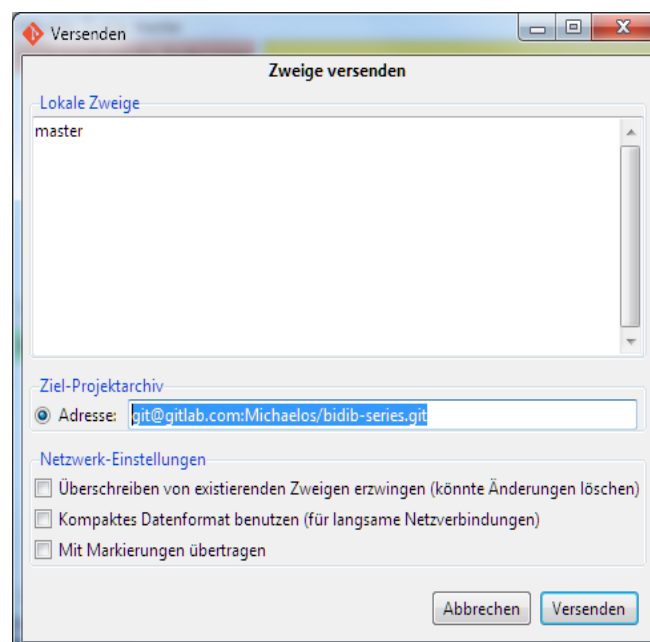 Versenden
Zweige versenden
Lokale Zweige
master
Ziel-Projektarchiv
Adresse: git@gitlab.com:Michaelos/bidib-series.git
Netzwerk-Einstellungen
Überschreiben von existierenden Zweigen erzwingen (könnte Änderungen löschen)
Kompaktes Datenformat benutzen (für langsame Netzverbindungen)
Mit Markierungen übertragen
Abbrechen Versenden